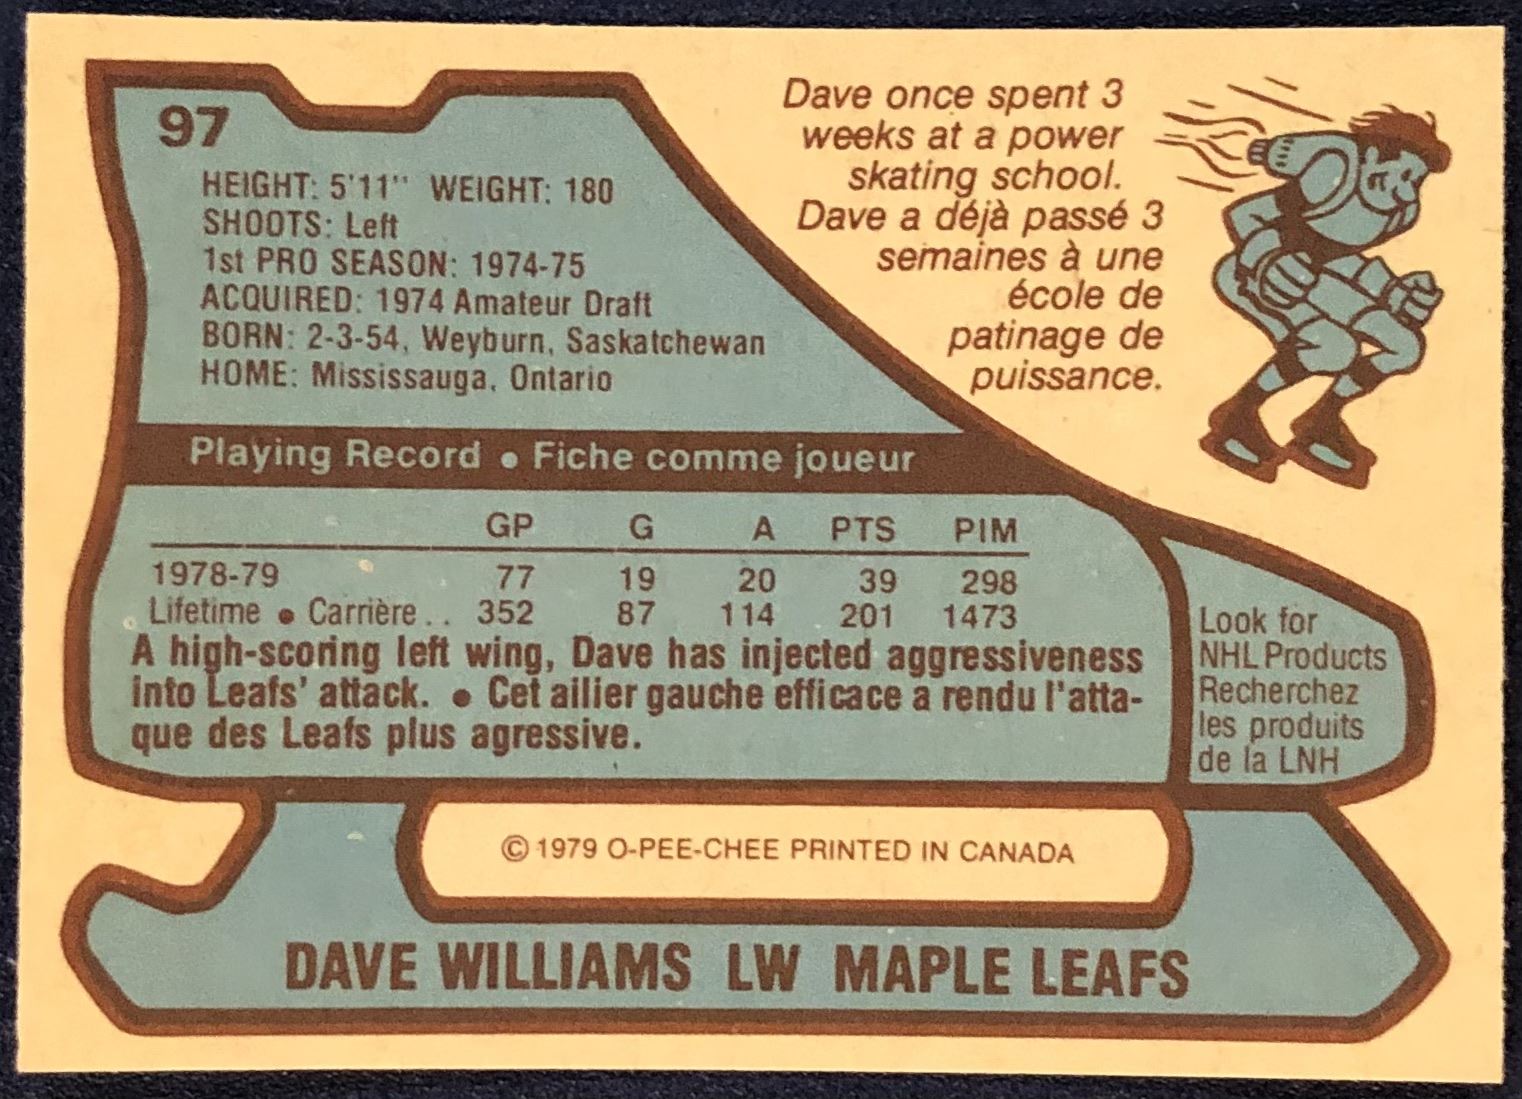 97
HEIGHT: 5'11" WEIGHT: 180
SHOOTS: Left
1st PRO SEASON: 1974-75
ACQUIRED: 1974 Amateur Draft
BORN: 2-3-54, Weyburn, Saskatchewan
HOME: Mississauga, Ontario
Dave once spent 3
weeks at a power
skating school.
Dave a déjà passé 3
semaines à une
école de
patinage de
puissance.
Playing Record • Fiche comme joueur
GP G A PTS PIM
1978-79 77 19 20 39 298
Lifetime • Carrière.. 352 87 114 201 1473
A high-scoring left wing, Dave has injected aggressiveness
into Leafs' attack. • Cet ailier gauche efficace a rendu l'atta-
que des Leafs plus agressive.
Look for
NHL Products
Recherchez
les produits
de la LNH
© 1979 O-PEE-CHEE PRINTED IN CANADA
DAVE WILLIAMS LW MAPLE LEAFS